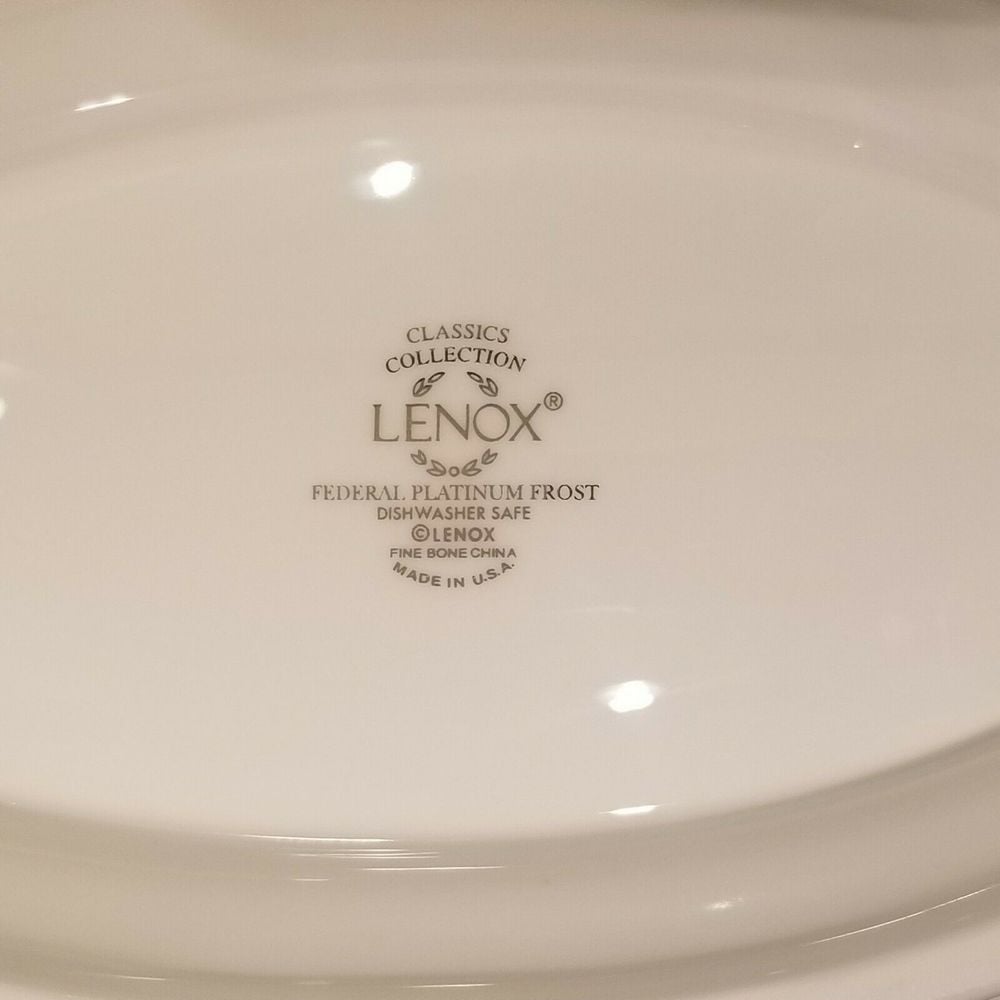 CLASSICS
COLLECTION
LENOX®
FEDERAL PLATINUM FROST
DISHWASHER SAFE
©LENOX
FINE BONE CHINA
MADE IN U.S.A.